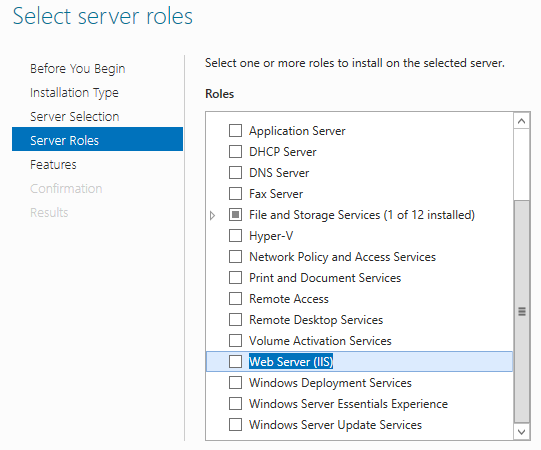 Select server roles
Before You Begin
Installation Type
Server Selection
Server Roles
Features
Confirmation
Results
Select one or more roles to install on the selected server.
Roles
Application Server
DHCP Server
DNS Server
Fax Server
File and Storage Services (1 of 12 installed)
Hyper-V
Network Policy and Access Services
Print and Document Services
Remote Access
Remote Desktop Services
Volume Activation Services
Web Server (IIS)
Windows Deployment Services
Windows Server Essentials Experience
Windows Server Update Services